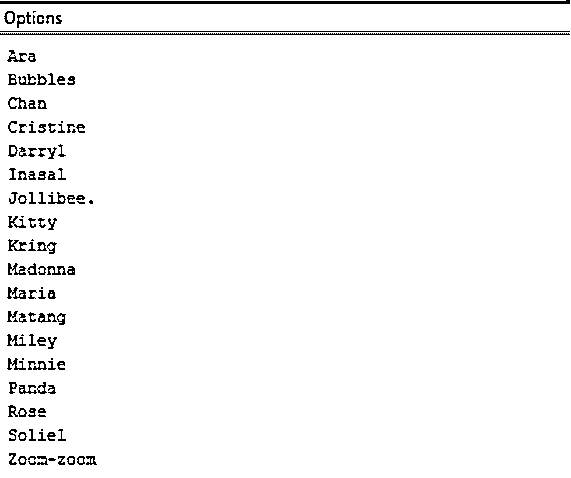 Options
Ara
Bubbles
Chan
Cristine
Darryl
Inasal
Jollibee.
Kitty
Kring
Madonna
Maria
Matang
Miley
Minnie
Panda
Rose
Soliel
Zoom-zoom